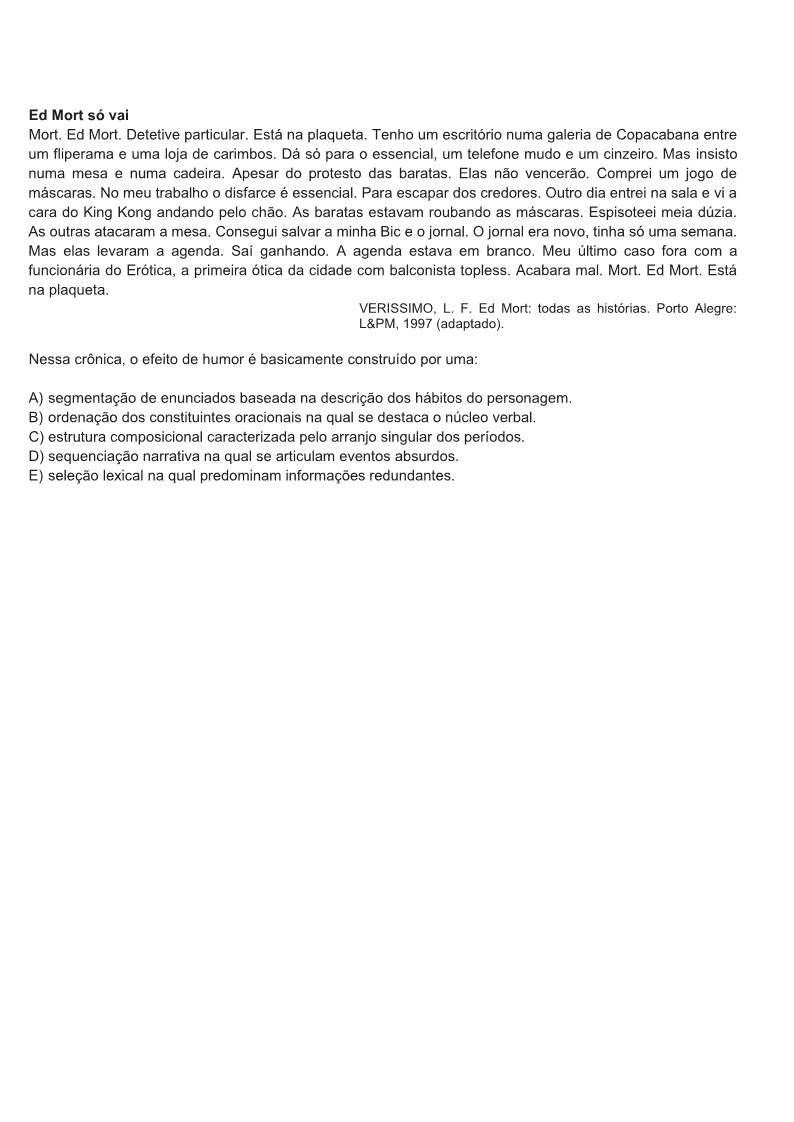 Ed Mort só vai
Mort. Ed Mort. Detetive particular. Está na plaqueta. Tenho um escritório numa galeria de Copacabana entre
um fliperama e uma loja de carimbos. Dá só para o essencial, um telefone mudo e um cinzeiro. Mas insisto
numa mesa e numa cadeira. Apesar do protesto das baratas. Elas não vencerão. Comprei um jogo de
máscaras. No meu trabalho o disfarce é essencial. Para escapar dos credores. Outro dia entrei na sala e vi a
cara do King Kong andando pelo chão. As baratas estavam roubando as máscaras. Espisoteei meia dúzia.
As outras atacaram a mesa. Consegui salvar a minha Bic e o jornal. O jornal era novo, tinha só uma semana.
Mas elas levaram a agenda. Saí ganhando. A agenda estava em branco. Meu último caso fora com a
funcionária do Erótica, a primeira ótica da cidade com balconista topless. Acabara mal. Mort. Ed Mort. Está
na plaqueta.
VERISSIMO, L. F. Ed Mort: todas as histórias. Porto Alegre:
L&PM, 1997 (adaptado).
Nessa crônica, o efeito de humor é basicamente construído por uma:
A) segmentação de enunciados baseada na descrição dos hábitos do personagem.
B) ordenação dos constituintes oracionais na qual se destaca o núcleo verbal.
C) estrutura composicional caracterizada pelo arranjo singular dos períodos.
D) sequenciação narrativa na qual se articulam eventos absurdos.
E) seleção lexical na qual predominam informações redundantes.